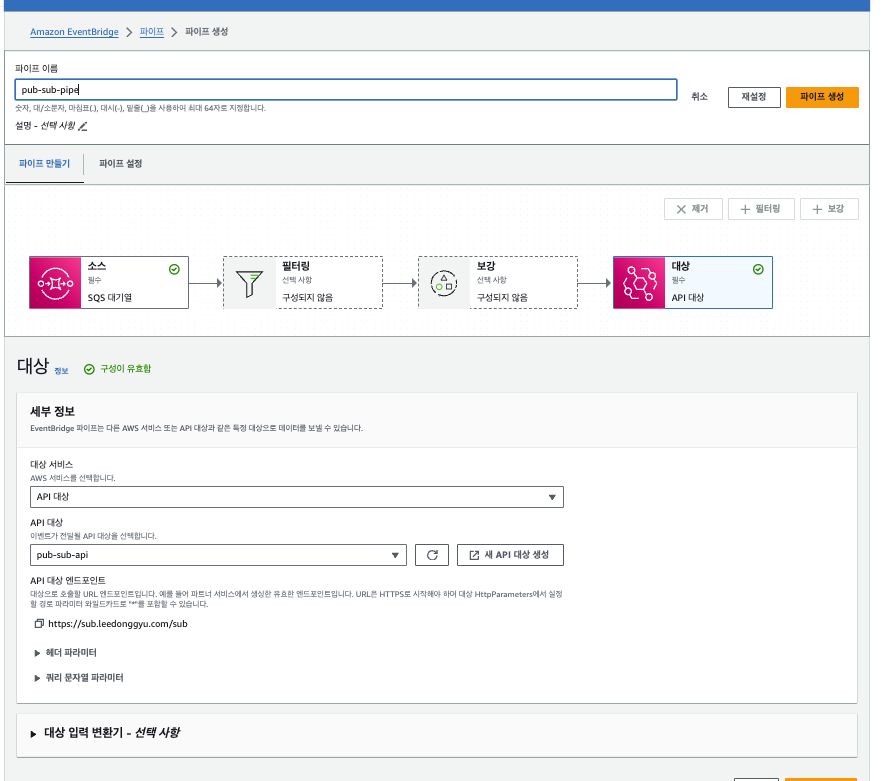 Amazon EventBridge > 파이프 > 파이프 생성
파이프 이름
pub-sub-pipe
취소
재설정
파이프 생성
숫자, 대/소문자, 마침표(.), 대시(-), 밑줄(_)을 사용하여 최대 64자로 지정합니다.
설명 - 선택 사항
파이프 만들기
파이프 설정
제거
필터링
보강
소스
필수
SQS 대기열
필터링
선택 사항
구성되지 않음
보강
선택 사항
구성되지 않음
대상
필수
API 대상
대상 정보
구성이 유효함
세부 정보
EventBridge 파이프는 다른 AWS 서비스 또는 API 대상과 같은 특정 대상으로 데이터를 보낼 수 있습니다.
대상 서비스
AWS 서비스를 선택합니다.
API 대상
API 대상
이벤트가 전달될 API 대상을 선택합니다.
pub-sub-api
새 API 대상 생성
API 대상 엔드포인트
대상으로 호출할 URL 엔드포인트입니다. 예를 들어 파트너 서비스에서 생성한 유효한 엔드포인트입니다. URL은 HTTPS로 시작해야 하며 대상 HttpParameters에서 설정
할 경로 파라미터 와일드카드로 "*"를 포함할 수 있습니다.
https://sub.leedonggyu.com/sub
헤더 파라미터
쿼리 문자열 파라미터
대상 입력 변환기 - 선택 사항